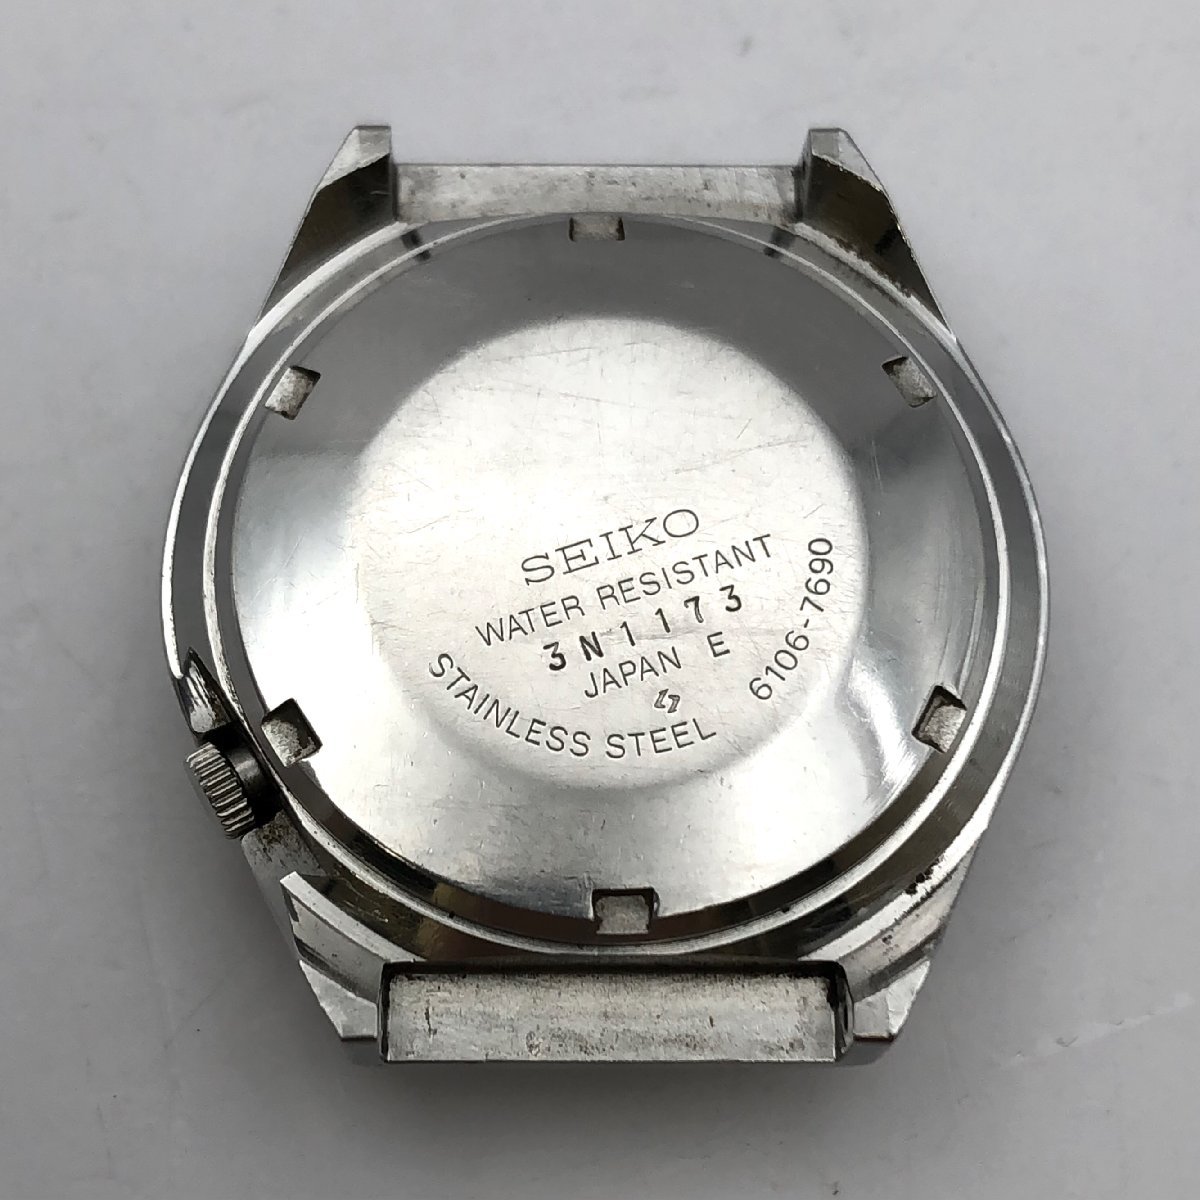 SEIKO
WATER RESISTANT
3N1173
JAPAN E
STAINLESS STEEL
6106-7690